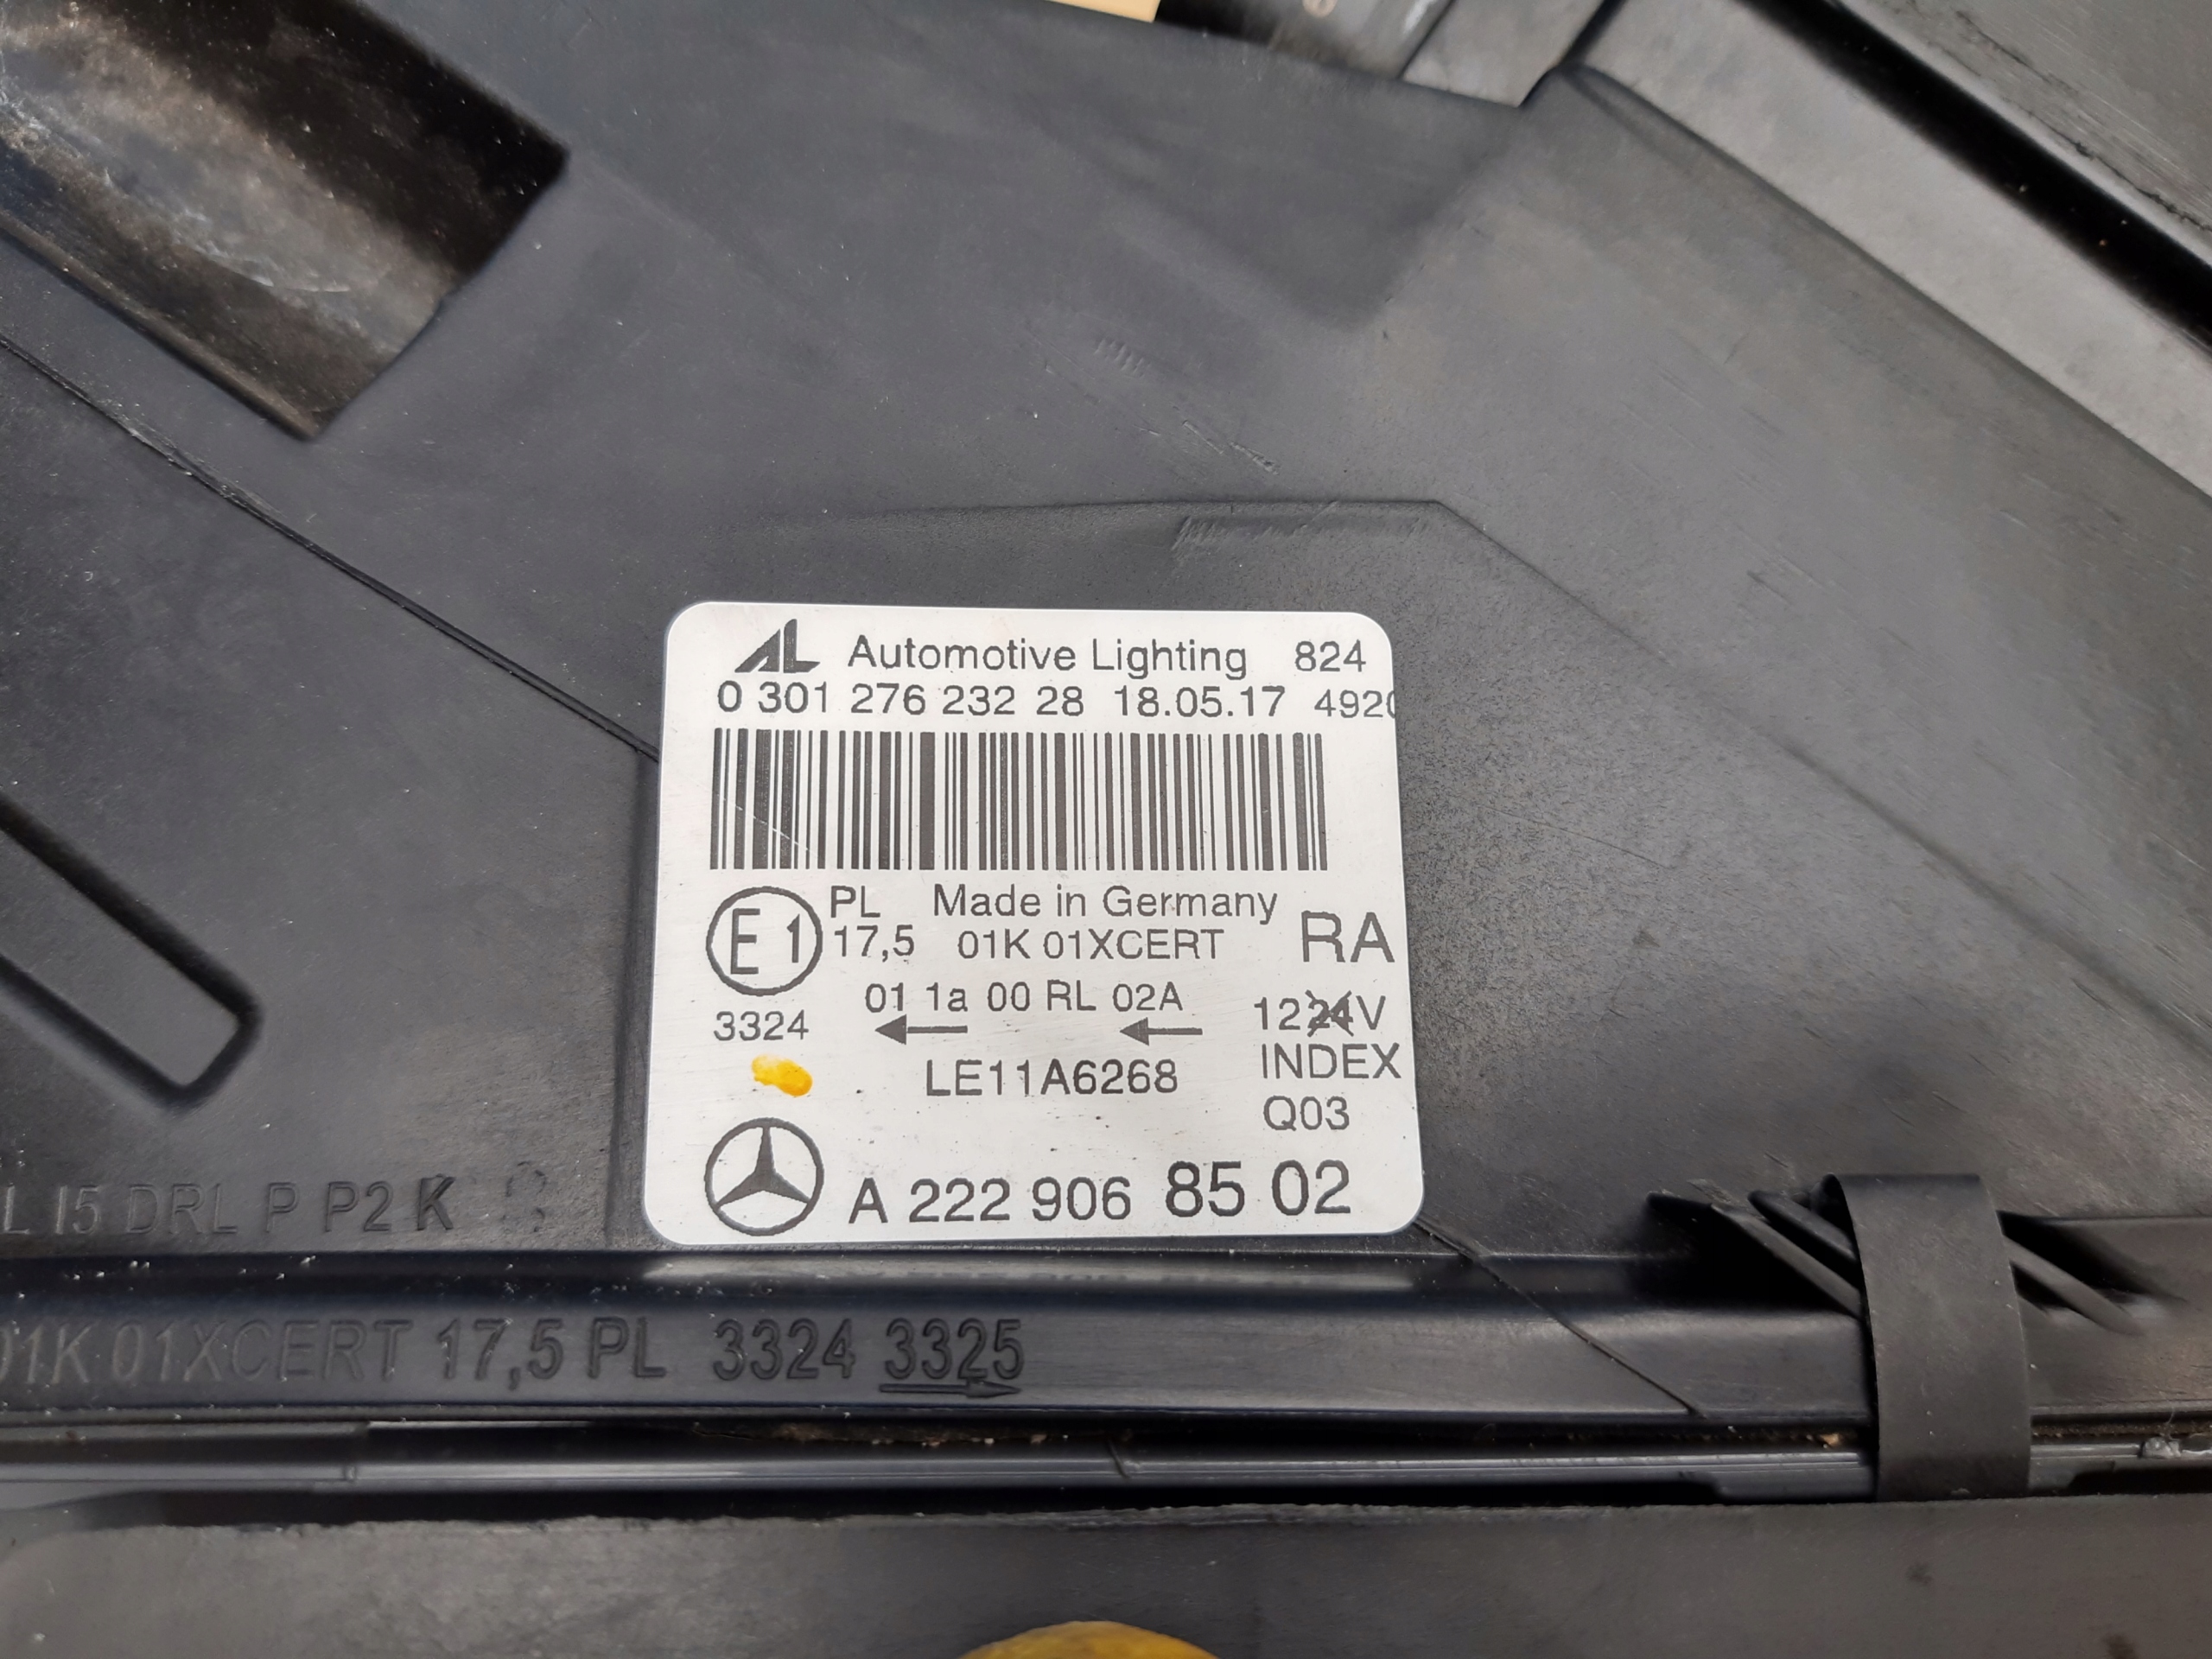 AL Automotive Lighting 824
0 301 276 232 28 18.05.17 492
PL Made in Germany
E1 17,5 01K 01XCERT RA
01 1a 00 RL 02A
3324 1224V
LE11A6268 INDEX
Q03
A 222 906 85 02
L I5 DRL P P2 K
01K 01XCERT 17,5 PL 3324 3325